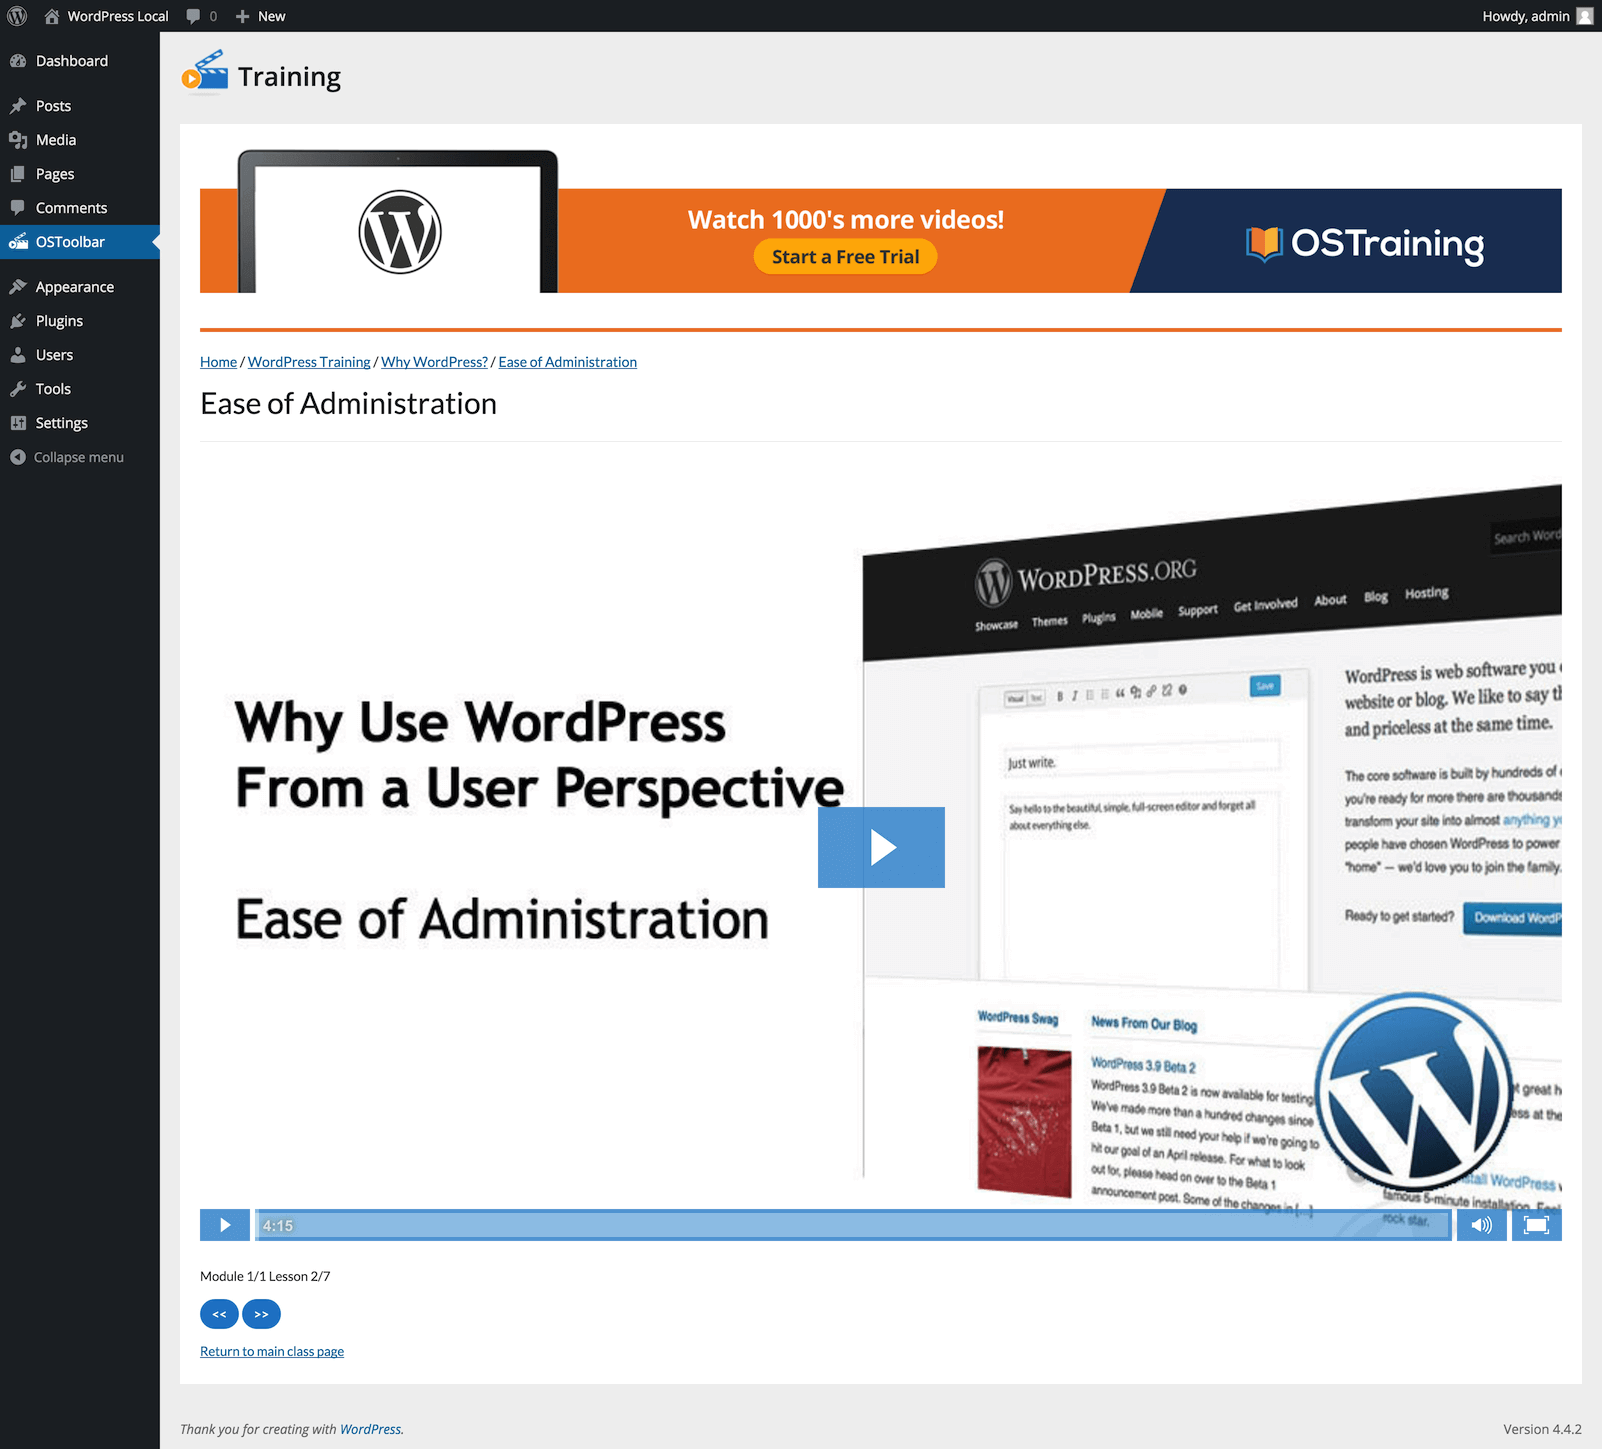 WordPress Local 0 New Howdy, admin
Dashboard
Posts
Media
Pages
Comments
OSToolbar
Appearance
Plugins
Users
Tools
Settings
Collapse menu
Training
Watch 1000's more videos!
Start a Free Trial
OSTraining
Home / WordPress Training / Why WordPress? / Ease of Administration
Ease of Administration
Why Use WordPress
From a User Perspective
Ease of Administration
Search Word
WORDPRESS.ORG
Showcase Themes Plugins Mobile Support Get Involved About Blog Hosting
Visual Text B I Save
Just write.
Say hello to the beautiful, simple, full-screen editor and forget all
about everything else.
WordPress is web software you
website or blog. We like to say
and priceless at the same time.
The core software is built by hundreds of
you're ready for more there are thousands
transform your site into almost anything
people have chosen WordPress to power
"home" — we'd love you to join the family.
Ready to get started? Download WordP
WordPress Swag
News From Our Blog
WordPress 3.9 Beta 2
WordPress 3.9 Beta 2 is now available for testing
We've made more than a hundred changes since
Beta 1, but we still need your help if we're going to
hit our goal of an April release. For what to look
out for, please head on over to the Beta 1
announcement post. Some of the changes in [...]
great
at the
WordPress
famous 5-minute installation. Feel
rock star.
4:15
Module 1/1 Lesson 2/7
<< >>
Return to main class page
Thank you for creating with WordPress.
Version 4.4.2